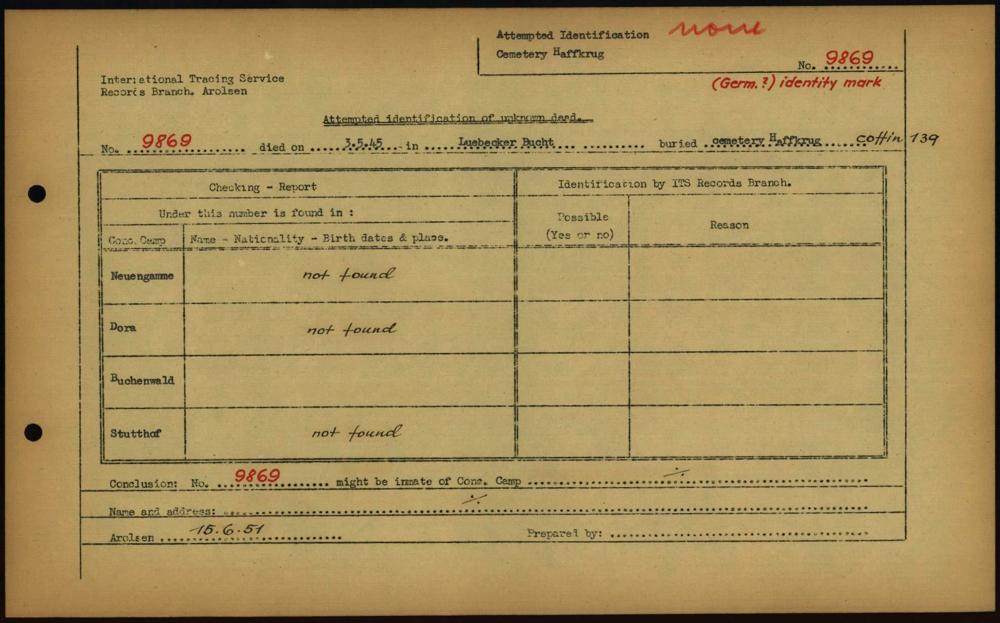 Attempted Identification none
Cemetery Haffkrug
No. 9869
(Germ.?) identity mark
International Tracing Service
Records Branch. Arolsen
Attempted identification of unknown dead.
No. 9869 died on 3.5.45 in Luebecker Bucht buried cemetery Haffkrug coffin 139
Checking - Report
Identification by ITS Records Branch.
Under this number is found in :
Possible
(Yes or no)
Reason
Conc. Camp
Name - Nationality - Birth dates & place.
Neuengamme not found
Dora not found
Buchenwald
Stutthof not found
Conclusion: No. 9869 might be inmate of Conc. Camp ÷
Name and address: ÷
Arolsen 15.6.51 Prepared by: